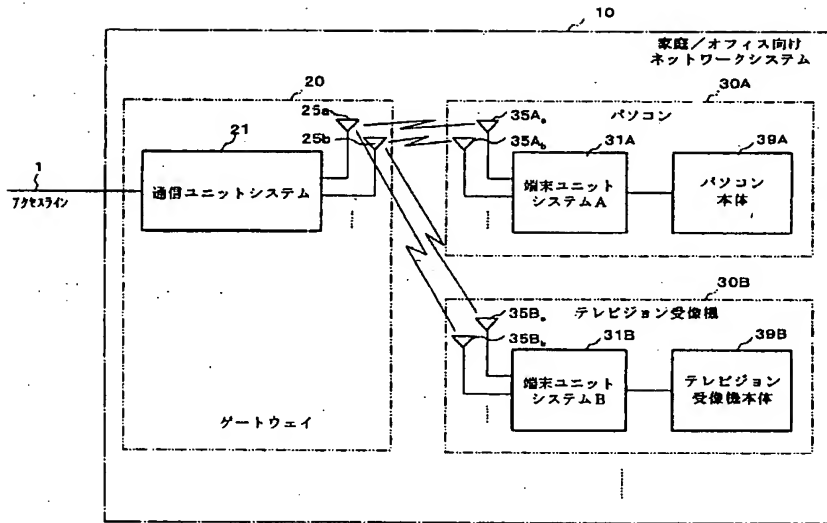 10
家庭／オフィス向け
ネットワークシステム
20
25a
25b
21
通信ユニットシステム
1
アクセスライン
ゲートウェイ
30A
パソコン
35Aa
35Ab
31A
端末ユニット
システムA
39A
パソコン
本体
30B
テレビジョン受像機
35Ba
35Bb
31B
端末ユニット
システムB
39B
テレビジョン
受像機本体